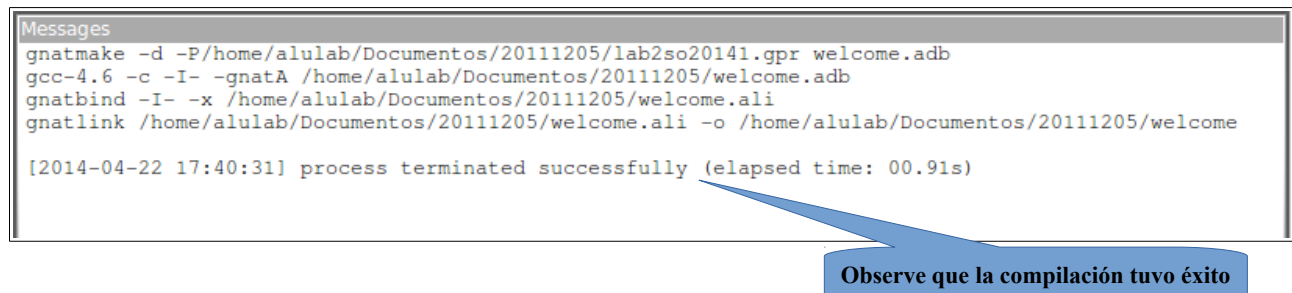 Messages
gnatmake -d -P/home/alulab/Documentos/20111205/lab2so20141.gpr welcome.adb
gcc-4.6 -c -I- -gnatA /home/alulab/Documentos/20111205/welcome.adb
gnatbind -I- -x /home/alulab/Documentos/20111205/welcome.ali
gnatlink /home/alulab/Documentos/20111205/welcome.ali -o /home/alulab/Documentos/20111205/welcome
[2014-04-22 17:40:31] process terminated successfully (elapsed time: 00.91s)
Observe que la compilación tuvo éxito